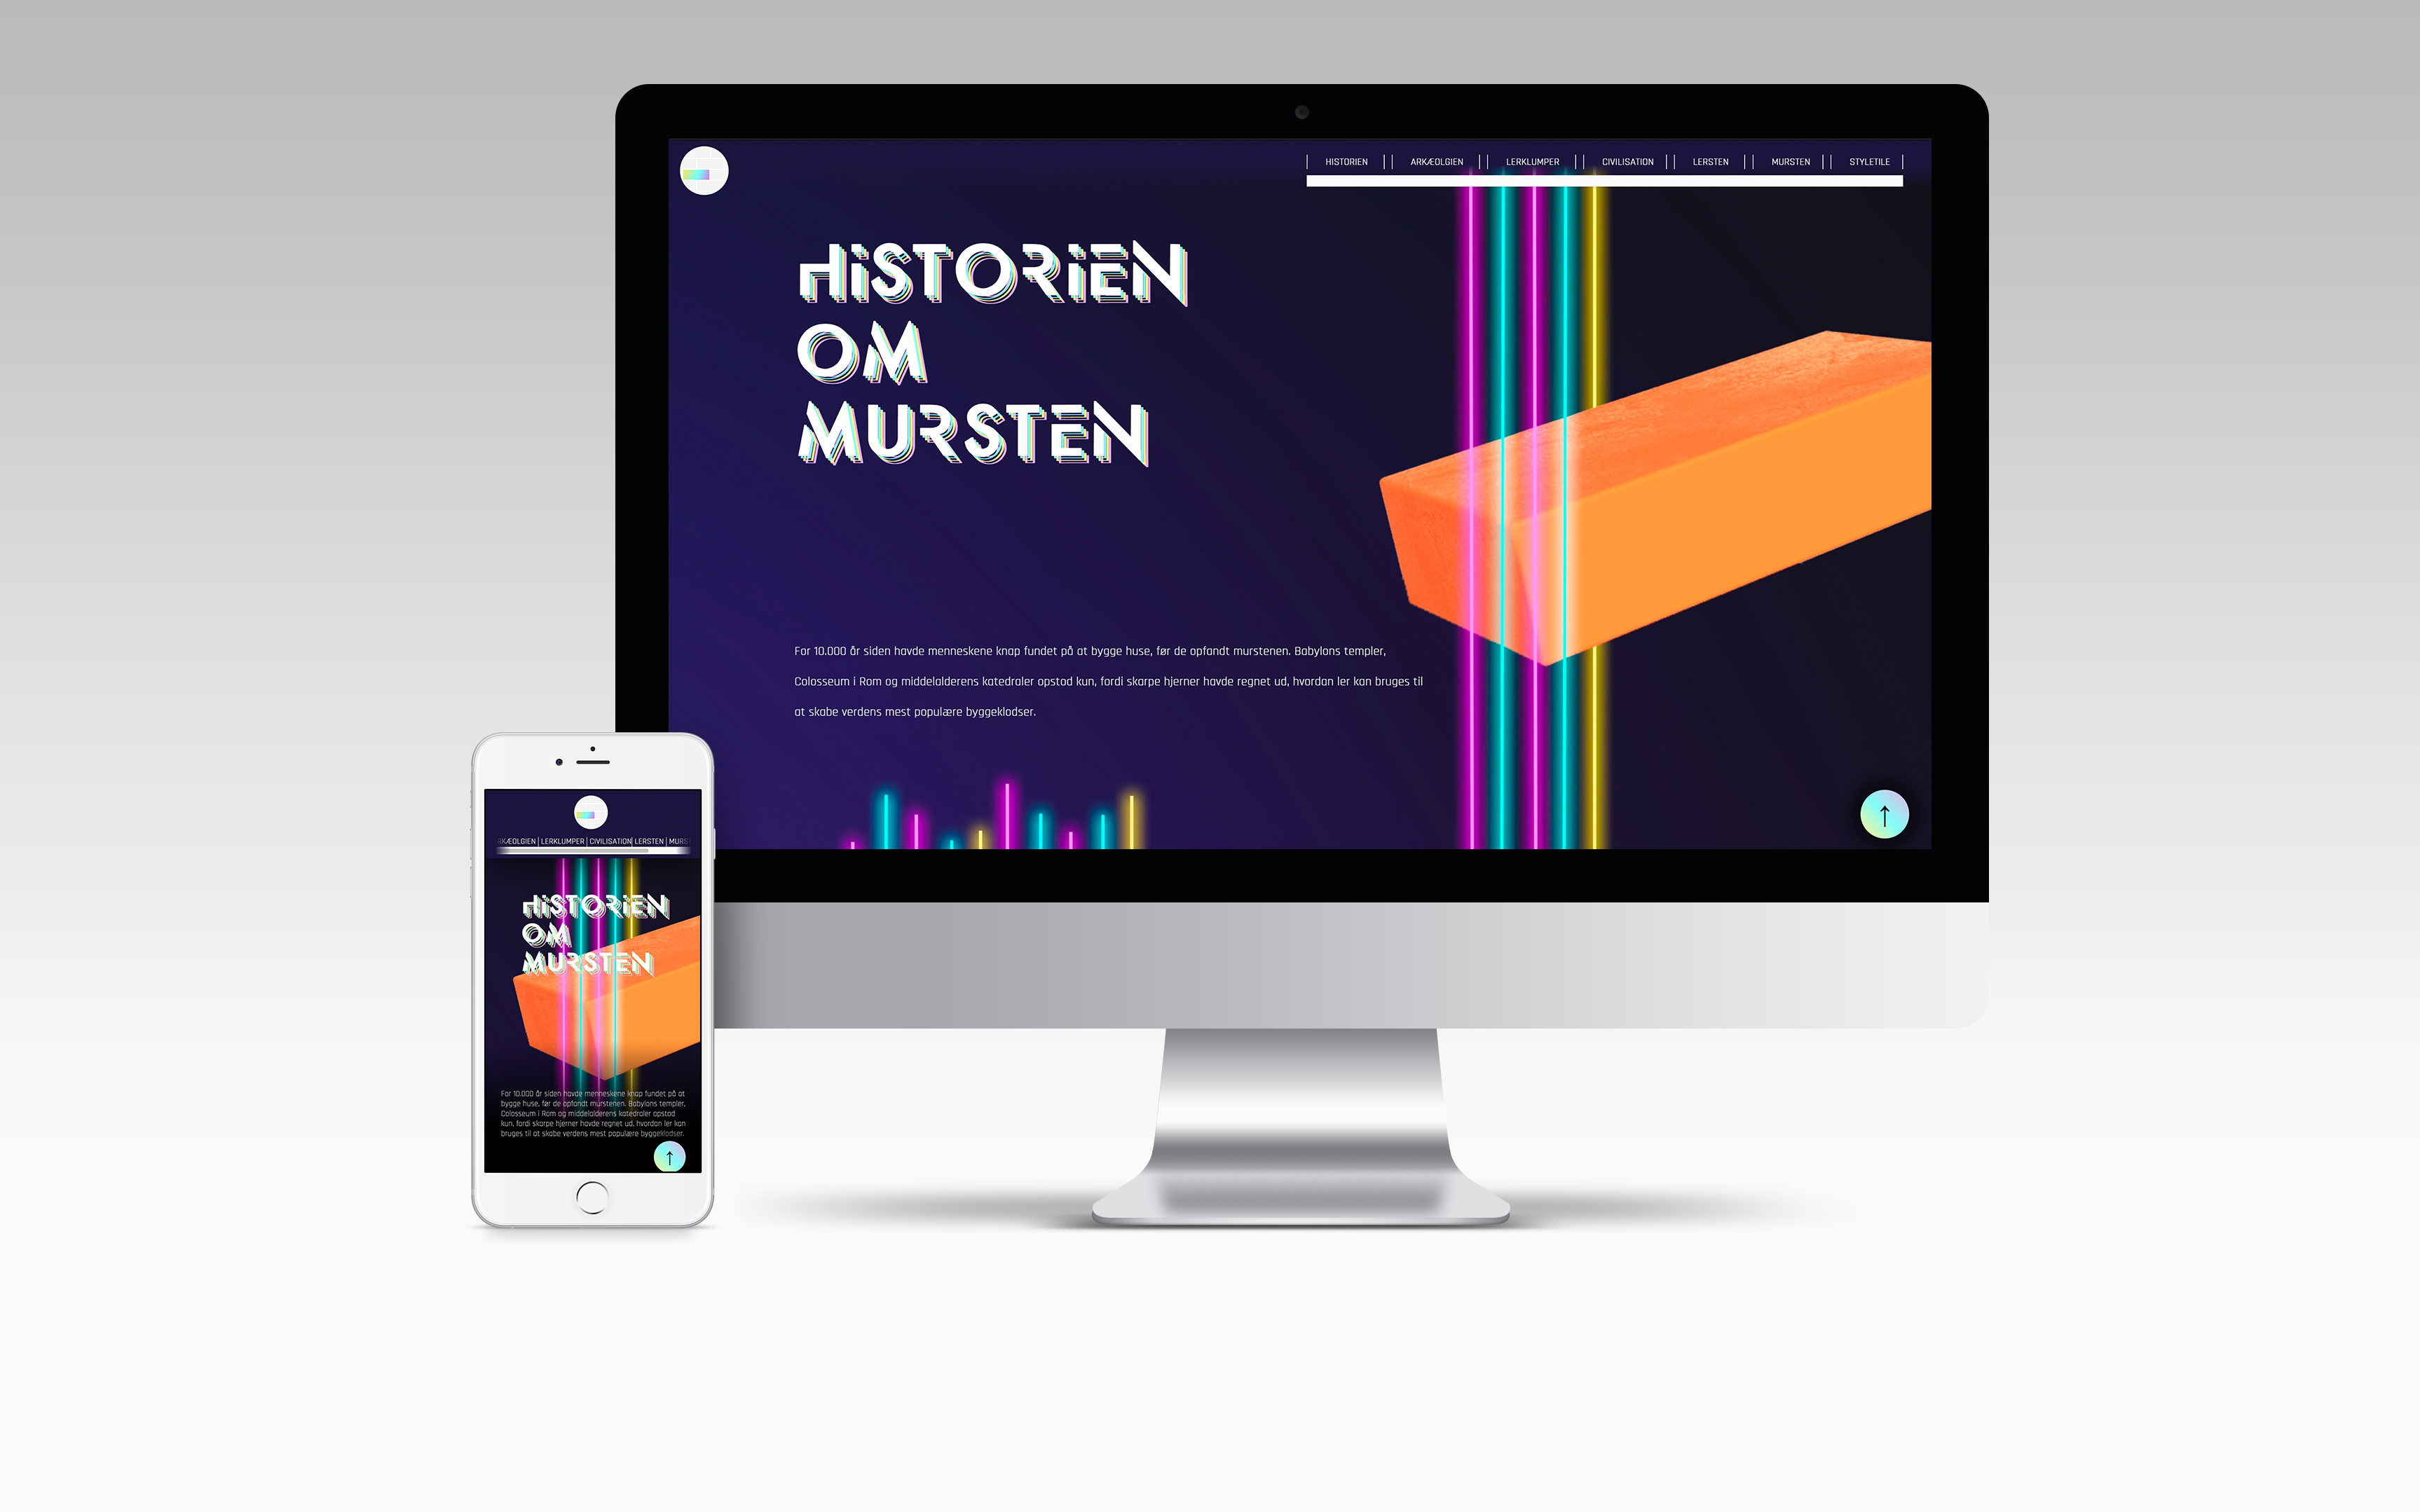 HISTORIEN ARKÆOLGIEN LERKLUMPER CIVILISATION LERSTEN MURSTEN STYLETILE
HISTORIEN
OM
MURSTEN
For 10.000 år siden havde menneskene knap fundet på at bygge huse, før de opfandt murstenen. Babylons templer,
Colosseum i Rom og middelalderens katedraler opstod kun, fordi skarpe hjerner havde regnet ud, hvordan ler kan bruges til
at skabe verdens mest populære byggeklodser.
↑
RKÆOLGIEN | LERKLUMPER | CIVILISATION | LERSTEN | MURS
HISTORIEN
OM
MURSTEN
For 10.000 år siden havde menneskene knap fundet på at
bygge huse, før de opfandt murstenen. Babylons templer,
Colosseum i Rom og middelalderens katedraler opstod
kun, fordi skarpe hjerner havde regnet ud, hvordan ler kan
bruges til at skabe verdens mest populære byggeklodser.
↑